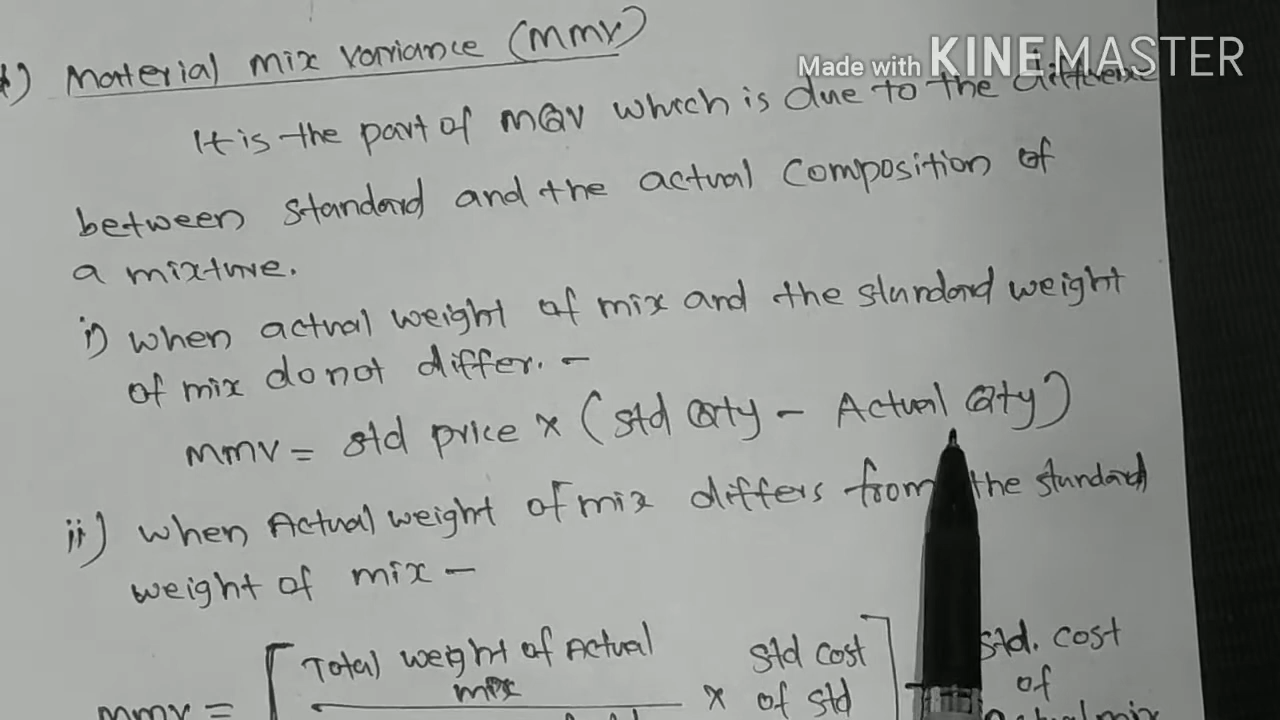 Made with KINEMASTER
Material mix variance (MMV)
It is the part of MQV which is due to the difference
between standard and the actual composition of
a mixture.
i) when actual weight of mix and the standard weight
of mix do not differ. -
MMV = std price x (std Qty - Actual Qty)
ii) when Actual weight of mix differs from the standard
weight of mix -
Total weight of Actual std cost std. cost
mix x of std of
MMV = mix